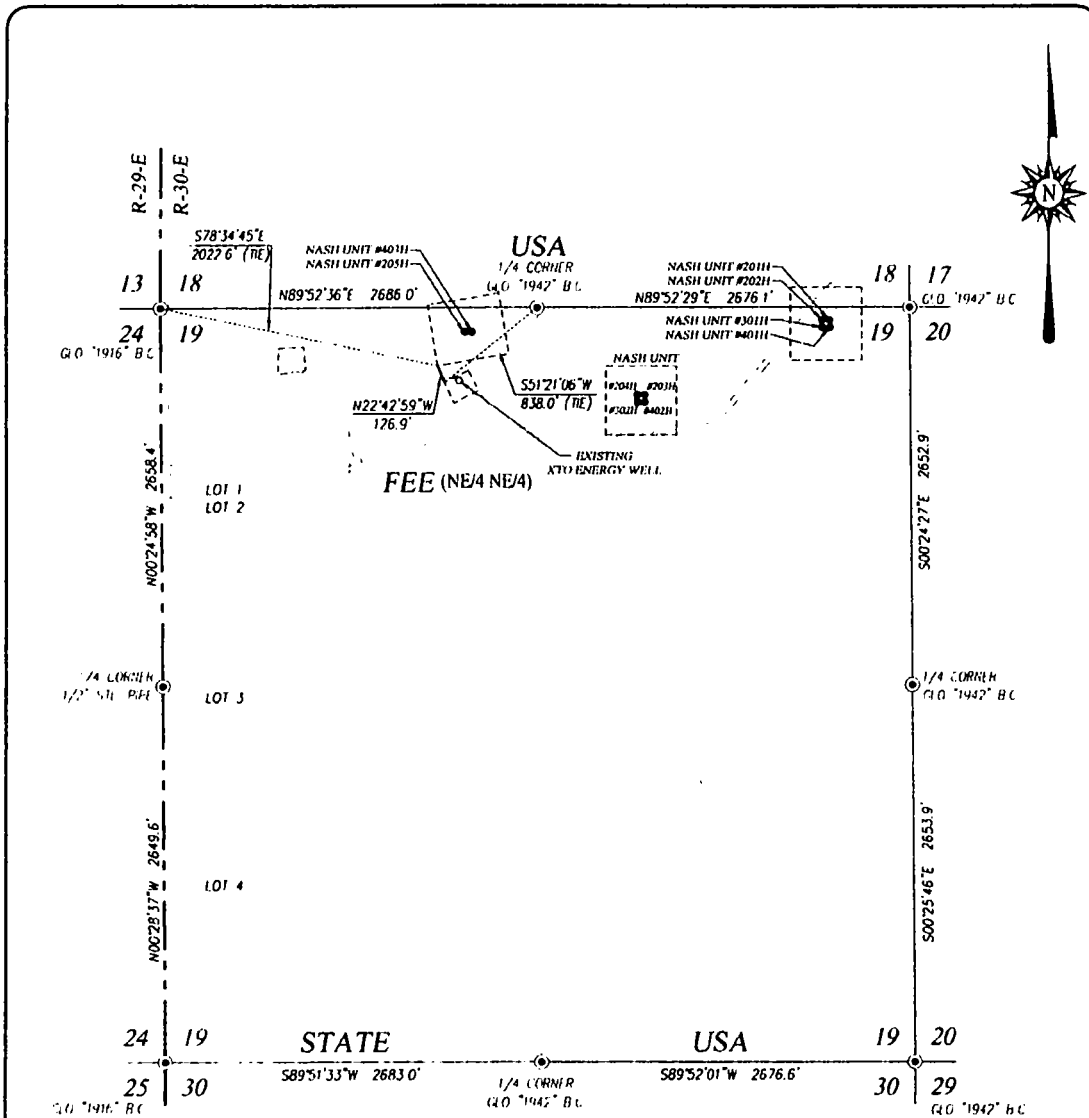 R-29-E
R-30-E
N
S78°34'45"E
2022.6' (TIE)
NASH UNIT #403H
NASH UNIT #205H
USA
1/4 CORNER
GLO "1942" B.C.
NASH UNIT #201H
NASH UNIT #202H
13 18
N89°52'36"E 2686.0'
N89°52'29"E 2676.1'
18 17
GLO "1942" B.C.
24 19
GLO "1916" B.C.
NASH UNIT #301H
NASH UNIT #401H
19 20
NASH UNIT
#204H #203H
#302H #402H
N22°42'59"W
126.9'
S51°21'06"W
838.0' (TIE)
EXISTING
XTO ENERGY WELL
FEE (NE/4 NE/4)
N00°24'58"W 2658.4'
LOT 1
LOT 2
S00°24'27"E 2652.9'
1/4 CORNER
1/2" STL. PIPE
LOT 3
1/4 CORNER
GLO "1942" B.C.
N00°28'37"W 2649.6'
LOT 4
S00°25'46"E 2653.9'
24 19
STATE
USA
19 20
25 30
S89°51'33"W 2683.0'
1/4 CORNER
GLO "1942" B.C.
S89°52'01"W 2676.6'
30 29
GLO "1916" B.C.
GLO "1942" B.C.